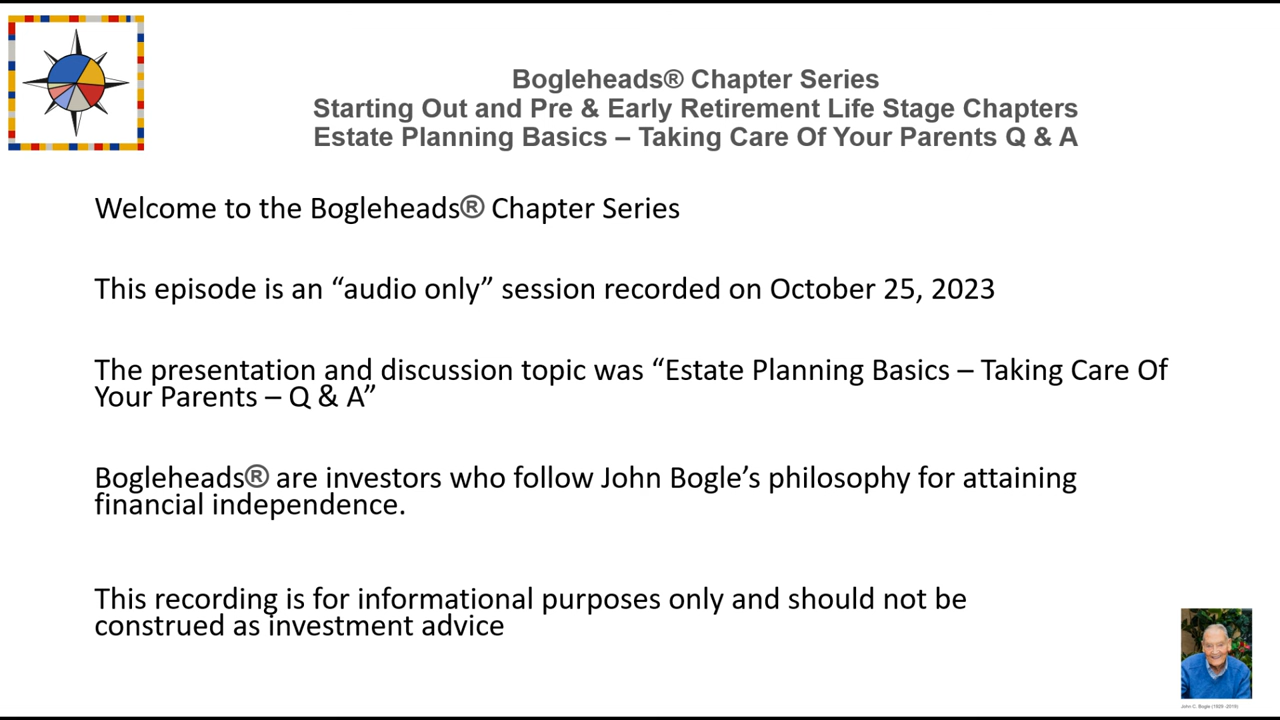 Bogleheads® Chapter Series
Starting Out and Pre & Early Retirement Life Stage Chapters
Estate Planning Basics – Taking Care Of Your Parents Q & A
Welcome to the Bogleheads® Chapter Series
This episode is an “audio only” session recorded on October 25, 2023
The presentation and discussion topic was “Estate Planning Basics – Taking Care Of
Your Parents – Q & A”
Bogleheads® are investors who follow John Bogle’s philosophy for attaining
financial independence.
This recording is for informational purposes only and should not be
construed as investment advice
John C. Bogle (1929 -2019)